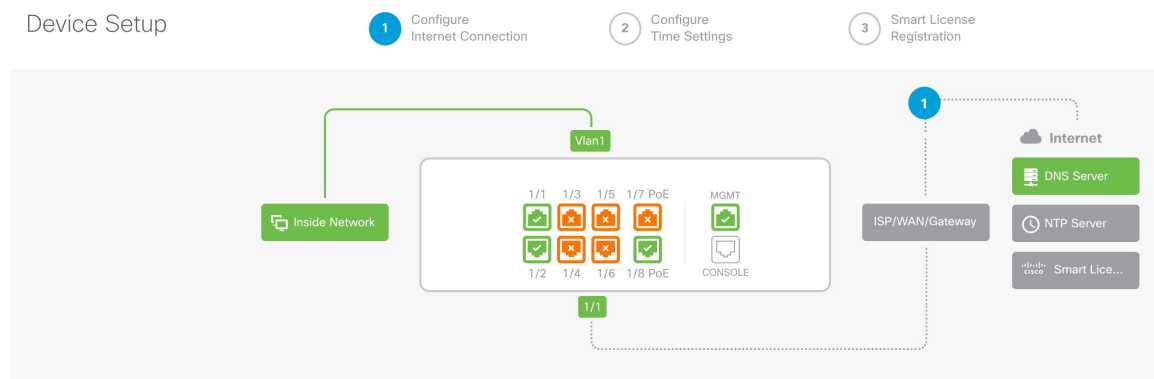 Device Setup
1
Configure
Internet Connection
2
Configure
Time Settings
3
Smart License
Registration
1
Internet
Vlan1
DNS Server
1/1 1/3 1/5 1/7 PoE MGMT
Inside Network
ISP/WAN/Gateway
NTP Server
1/2 1/4 1/6 1/8 PoE CONSOLE
CISCO Smart Lice...
1/1